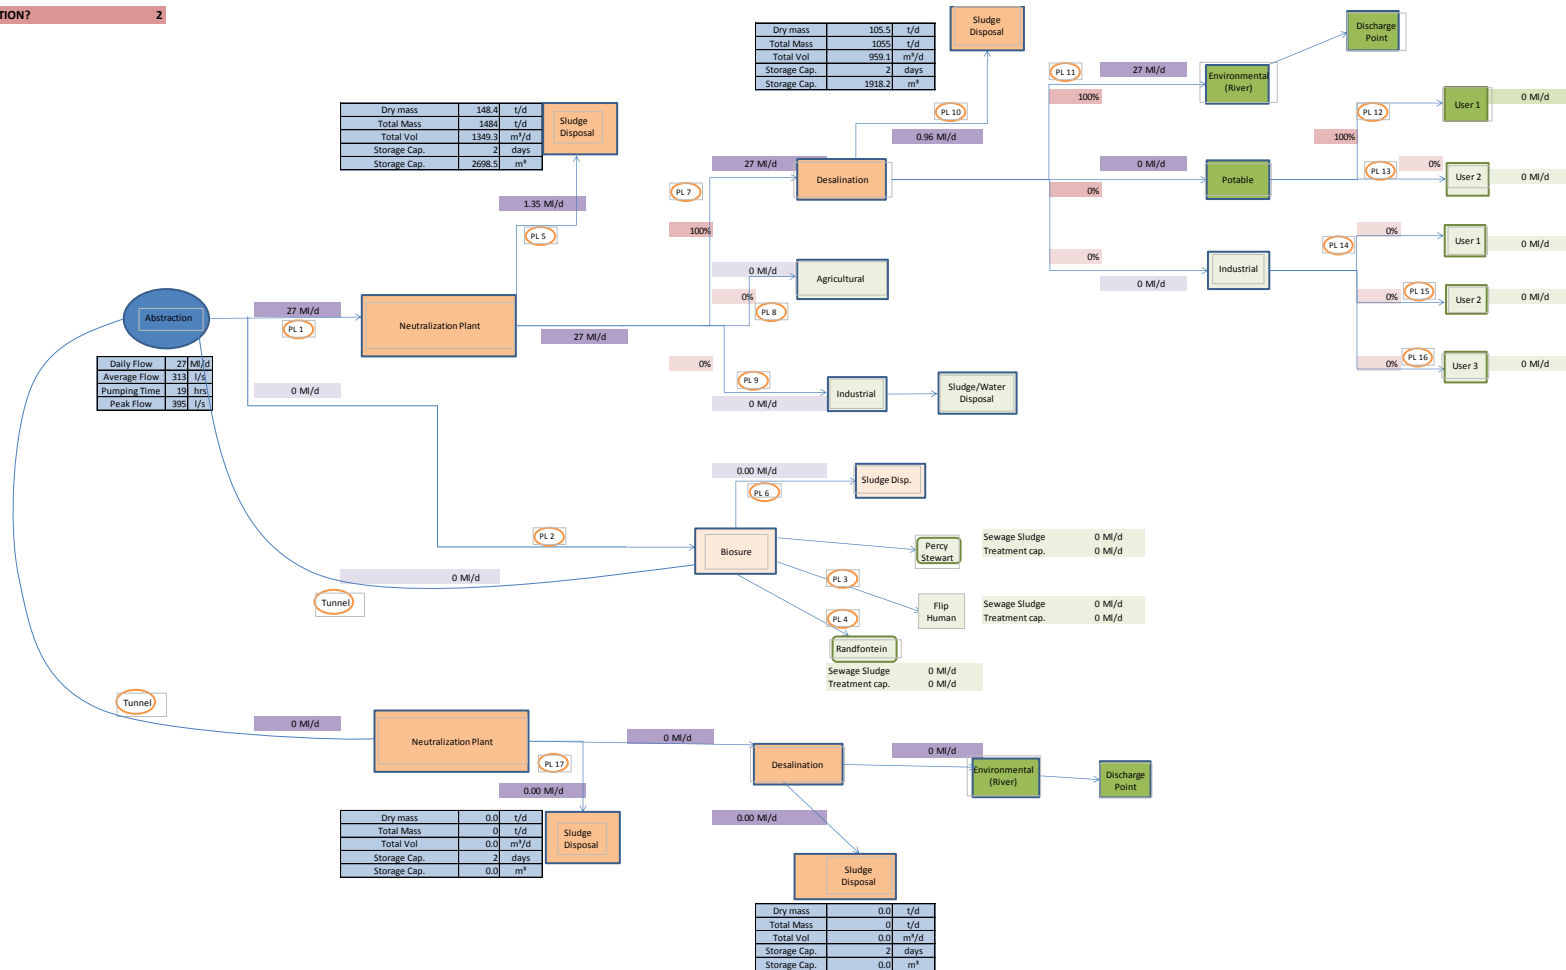 TION? 2
Dry mass 105.5 t/d
Total Mass 1055 t/d
Total Vol 959.1 m³/d
Storage Cap. 2 days
Storage Cap. 1918.2 m³
Sludge
Disposal
Discharge
Point
PL 11
27 Ml/d
100%
Environmental
(River)
PL 10
0.96 Ml/d
PL 12
User 1
0 Ml/d
100%
Dry mass 148.4 t/d
Total Mass 1484 t/d
Total Vol 1349.3 m³/d
Storage Cap. 2 days
Storage Cap. 2698.5 m³
Sludge
Disposal
27 Ml/d
Desalination
PL 7
0 Ml/d
0%
Potable
PL 13
0%
User 2
0 Ml/d
1.35 Ml/d
PL 5
100%
0%
User 1
0 Ml/d
PL 14
0%
Industrial
0 Ml/d
0 Ml/d
0%
Agricultural
PL 8
0%
PL 15
User 2
0 Ml/d
Abstraction
27 Ml/d
PL 1
Neutralization Plant
27 Ml/d
Daily Flow 27 Ml/d
Average Flow 313 l/s
Pumping Time 19 hrs
Peak Flow 395 l/s
0 Ml/d
0%
PL 9
0 Ml/d
Industrial
Sludge/Water
Disposal
0%
PL 16
User 3
0 Ml/d
0.00 Ml/d
PL 6
Sludge Disp.
PL 2
Biosure
Percy
Stewart
Sewage Sludge 0 Ml/d
Treatment cap. 0 Ml/d
0 Ml/d
Tunnel
PL 3
Flip
Human
Sewage Sludge 0 Ml/d
Treatment cap. 0 Ml/d
PL 4
Randfontein
Sewage Sludge 0 Ml/d
Treatment cap. 0 Ml/d
Tunnel
0 Ml/d
Neutralization Plant
0 Ml/d
PL 17
0.00 Ml/d
Desalination
0 Ml/d
Environmental
(River)
Discharge
Point
Dry mass 0.0 t/d
Total Mass 0 t/d
Total Vol 0.0 m³/d
Storage Cap. 2 days
Storage Cap. 0.0 m³
Sludge
Disposal
0.00 Ml/d
Sludge
Disposal
Dry mass 0.0 t/d
Total Mass 0 t/d
Total Vol 0.0 m³/d
Storage Cap. 2 days
Storage Cap. 0.0 m³